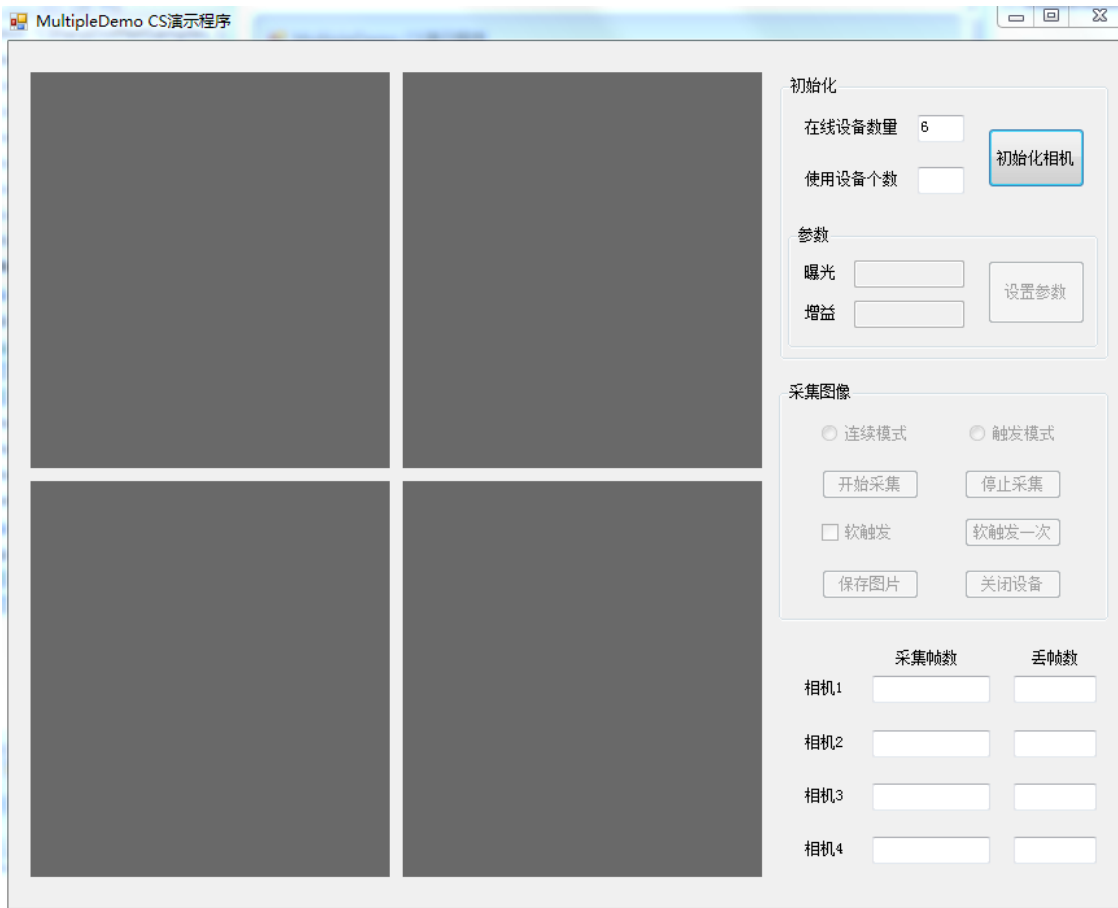 MultipleDemo CS演示程序
初始化
在线设备数量 6
初始化相机
使用设备个数
参数
曝光
设置参数
增益
采集图像
连续模式 触发模式
开始采集 停止采集
软触发 软触发一次
保存图片 关闭设备
采集帧数 丢帧数
相机1
相机2
相机3
相机4